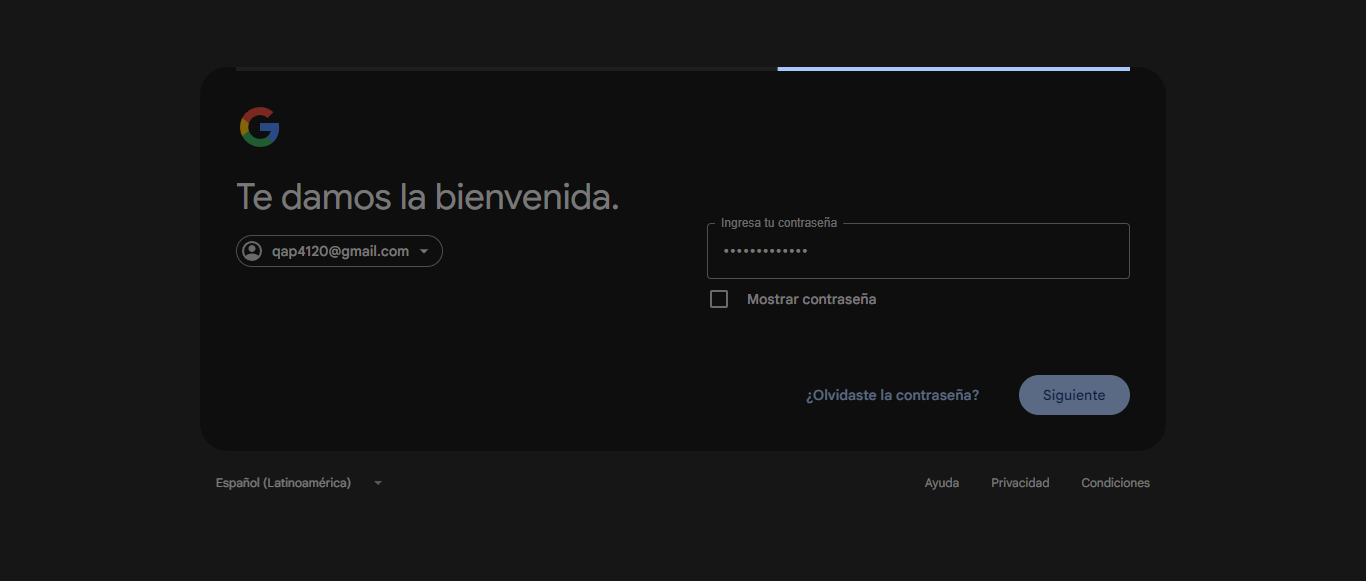 Te damos la bienvenida.
qap4120@gmail.com
Ingresa tu contraseña
•••••••••••••
Mostrar contraseña
¿Olvidaste la contraseña?
Siguiente
Español (Latinoamérica)
Ayuda
Privacidad
Condiciones